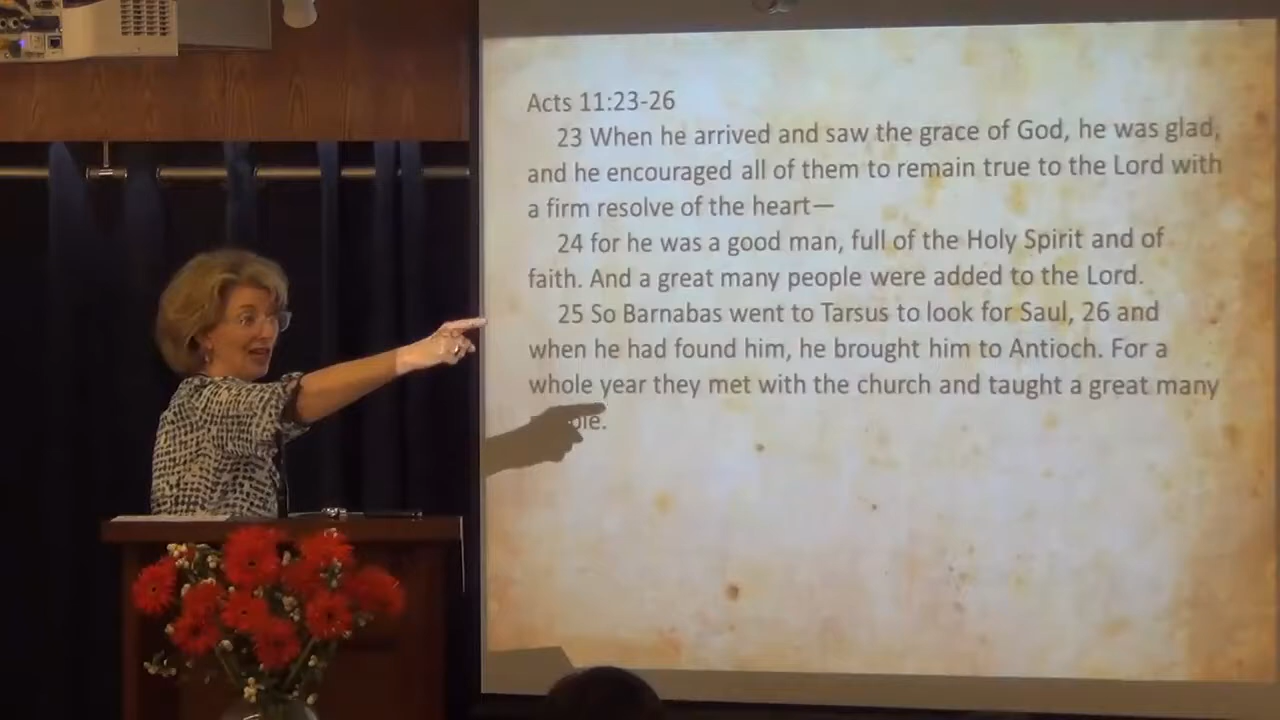 Acts 11:23-26
23 When he arrived and saw the grace of God, he was glad,
and he encouraged all of them to remain true to the Lord with
a firm resolve of the heart—
24 for he was a good man, full of the Holy Spirit and of
faith. And a great many people were added to the Lord.
25 So Barnabas went to Tarsus to look for Saul, 26 and
when he had found him, he brought him to Antioch. For a
whole year they met with the church and taught a great many